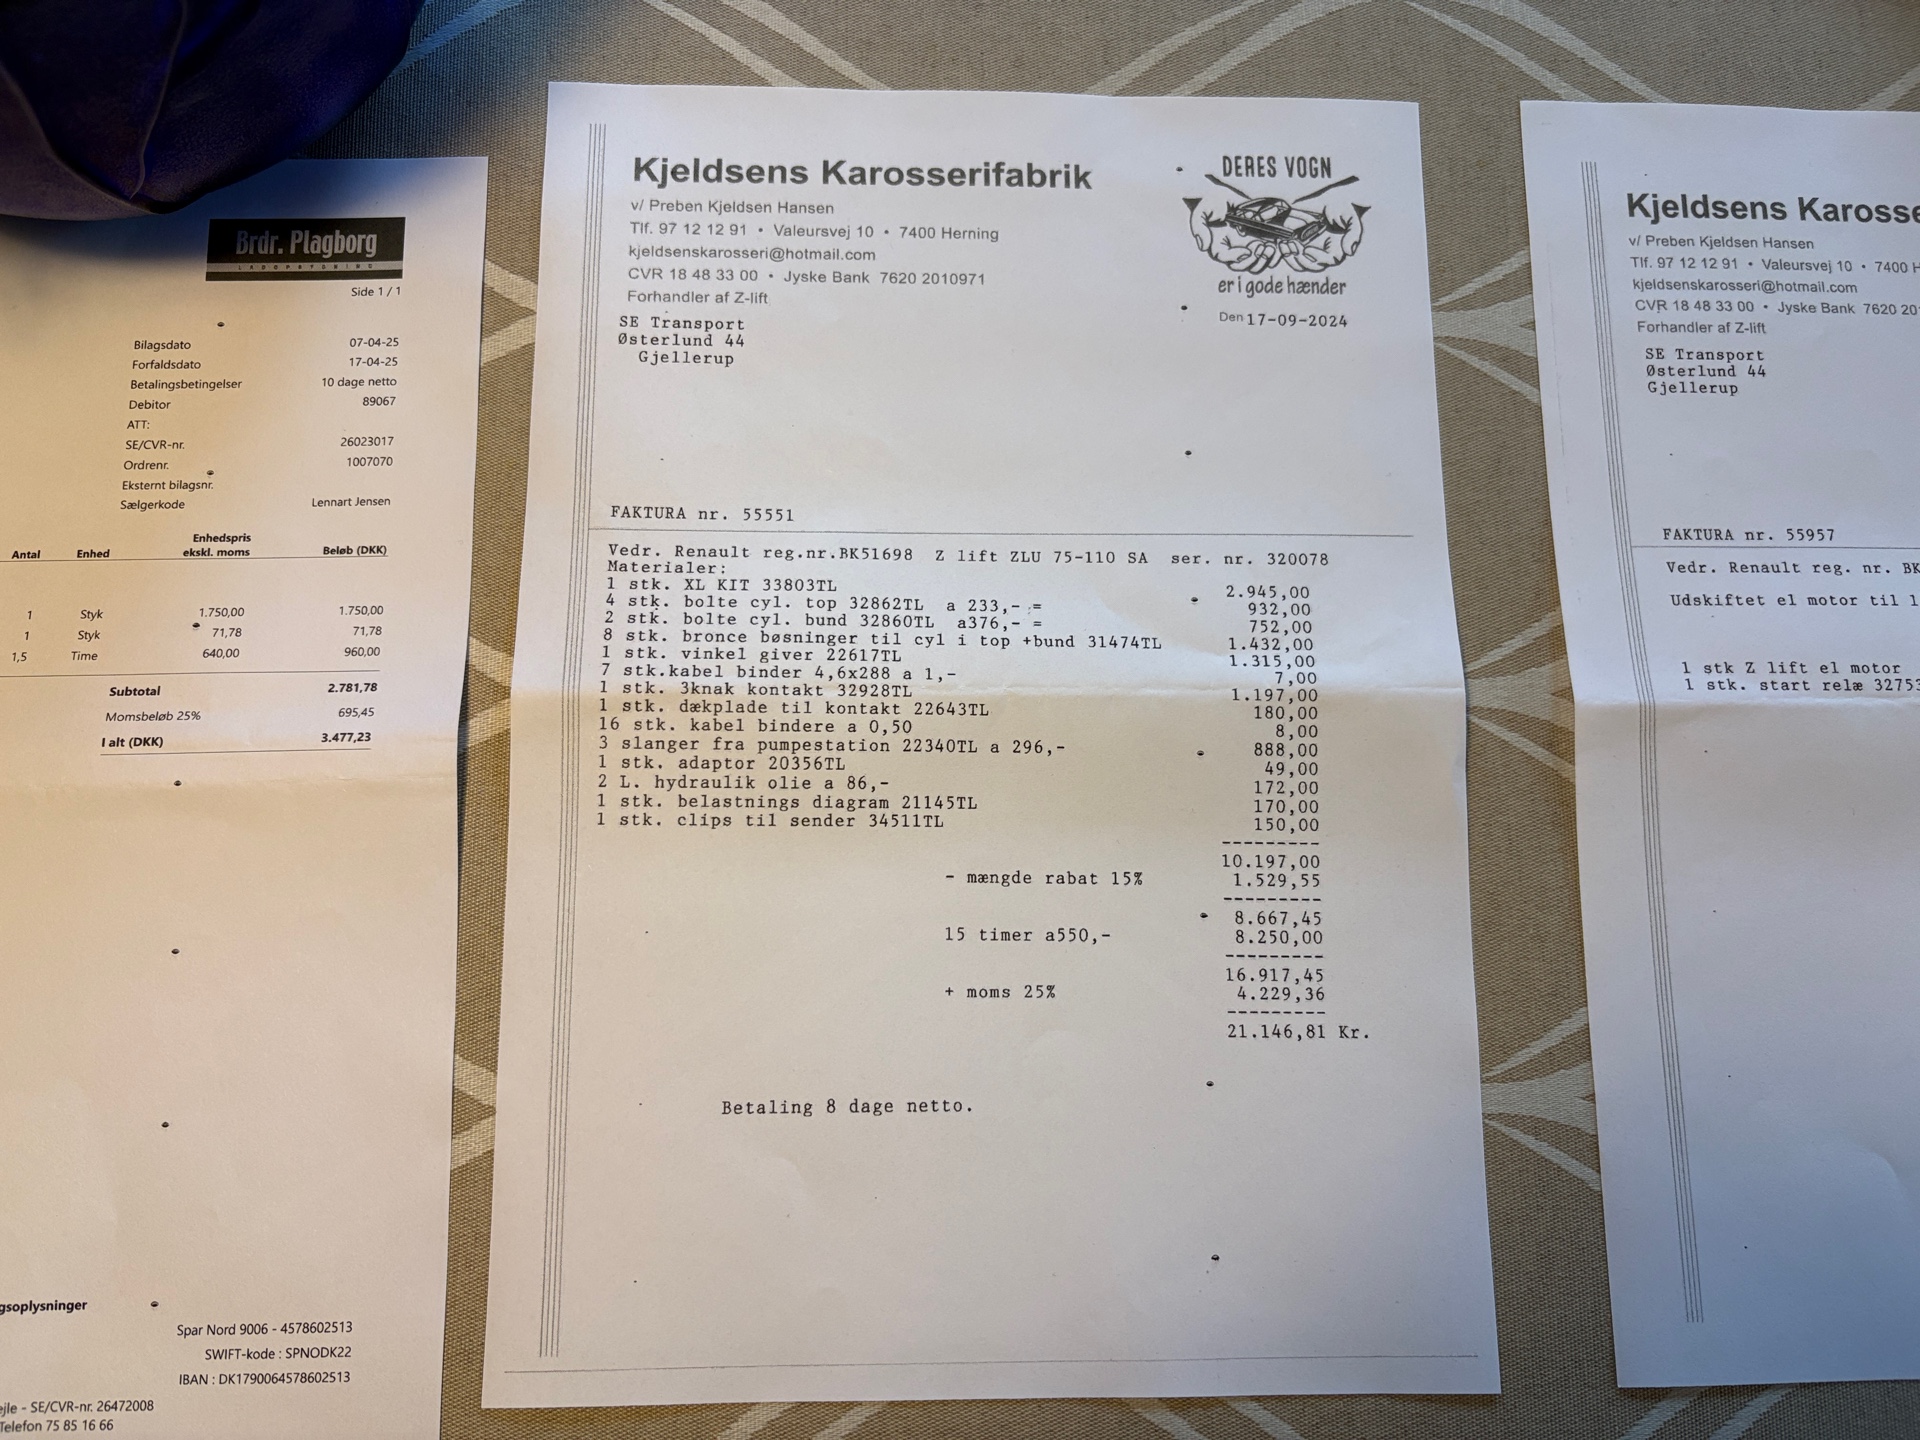 Brdr. Plagborg
LADOPBYGNING
Side 1 / 1
Bilagsdato 07-04-25
Forfaldsdato 17-04-25
Betalingsbetingelser 10 dage netto
Debitor 89067
ATT:
SE/CVR-nr. 26023017
Ordrenr. 1007070
Eksternt bilagsnr.
Sælgerkode Lennart Jensen
Antal Enhed Enhedspris ekskl. moms Beløb (DKK)
1 Styk 1.750,00 1.750,00
1 Styk 71,78 71,78
1,5 Time 640,00 960,00
Subtotal 2.781,78
Momsbeløb 25% 695,45
I alt (DKK) 3.477,23
gsoplysninger
Spar Nord 9006 - 4578602513
SWIFT-kode : SPNODK22
IBAN : DK1790064578602513
ejle - SE/CVR-nr. 26472008
Telefon 75 85 16 66
Kjeldsens Karosserifabrik
v/ Preben Kjeldsen Hansen
Tlf. 97 12 12 91 • Valeursvej 10 • 7400 Herning
kjeldsenskarosseri@hotmail.com
CVR 18 48 33 00 • Jyske Bank 7620 2010971
Forhandler af Z-lift
DERES VOGN
er i gode hænder
Den 17-09-2024
SE Transport
Østerlund 44
Gjellerup
FAKTURA nr. 55551
Vedr. Renault reg.nr.BK51698 Z lift ZLU 75-110 SA ser. nr. 320078
Materialer:
1 stk. XL KIT 33803TL 2.945,00
4 stk. bolte cyl. top 32862TL a 233,- = 932,00
2 stk. bolte cyl. bund 32860TL a376,- = 752,00
8 stk. bronce bøsninger til cyl i top +bund 31474TL 1.432,00
1 stk. vinkel giver 22617TL 1.315,00
7 stk.kabel binder 4,6x288 a 1,- 7,00
1 stk. 3knak kontakt 32928TL 1.197,00
1 stk. dækplade til kontakt 22643TL 180,00
16 stk. kabel bindere a 0,50 8,00
3 slanger fra pumpestation 22340TL a 296,- 888,00
1 stk. adaptor 20356TL 49,00
2 L. hydraulik olie a 86,- 172,00
1 stk. belastnings diagram 21145TL 170,00
1 stk. clips til sender 34511TL 150,00
---------
10.197,00
- mængde rabat 15% 1.529,55
---------
8.667,45
15 timer a550,- 8.250,00
---------
16.917,45
+ moms 25% 4.229,36
---------
21.146,81 Kr.
Betaling 8 dage netto.
Kjeldsens Karosse
v/ Preben Kjeldsen Hansen
Tlf. 97 12 12 91 • Valeursvej 10 • 7400 H
kjeldsenskarosseri@hotmail.com
CVR 18 48 33 00 • Jyske Bank 7620 20
Forhandler af Z-lift
SE Transport
Østerlund 44
Gjellerup
FAKTURA nr. 55957
Vedr. Renault reg. nr. BK
Udskiftet el motor til l
1 stk Z lift el motor
1 stk. start relæ 32753